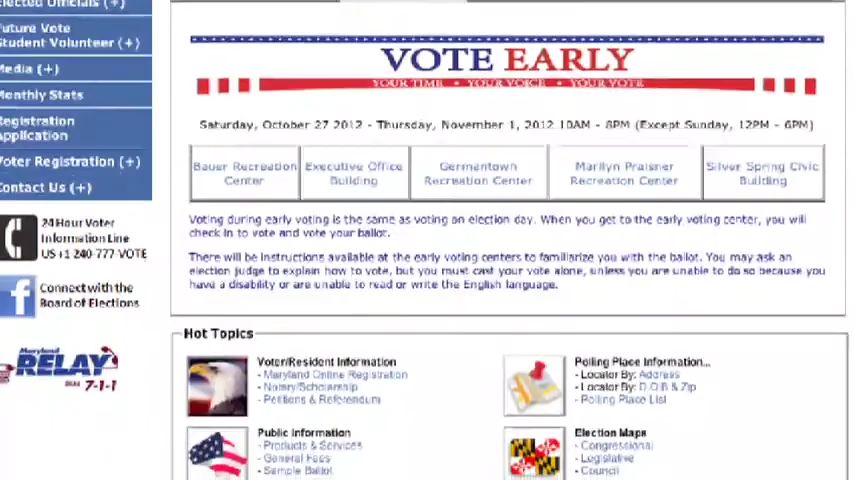 Elected Officials (+)
Future Vote
Student Volunteer (+)
Media (+)
Monthly Stats
Registration
Application
Voter Registration (+)
Contact Us (+)
24 Hour Voter
Information Line
US +1 240-777-VOTE
Connect with the
Board of Elections
Maryland
RELAY
DIAL 7-1-1
VOTE EARLY
YOUR TIME • YOUR VOICE • YOUR VOTE
Saturday, October 27 2012 - Thursday, November 1, 2012 10AM - 8PM (Except Sunday, 12PM - 6PM)
Bauer Recreation Center
Executive Office Building
Germantown Recreation Center
Marilyn Praisner Recreation Center
Silver Spring Civic Building
Voting during early voting is the same as voting on election day. When you get to the early voting center, you will
check in to vote and vote your ballot.
There will be instructions available at the early voting centers to familiarize you with the ballot. You may ask an
election judge to explain how to vote, but you must cast your vote alone, unless you are unable to do so because you
have a disability or are unable to read or write the English language.
Hot Topics
Voter/Resident Information
- Maryland Online Registration
- Notary/Scholarship
- Petitions & Referendum
Polling Place Information...
- Locator By: Address
- Locator By: D.O.B & Zip
- Polling Place List
Public Information
- Products & Services
- General Fees
- Sample Ballot
Election Maps
- Congressional
- Legislative
- Council